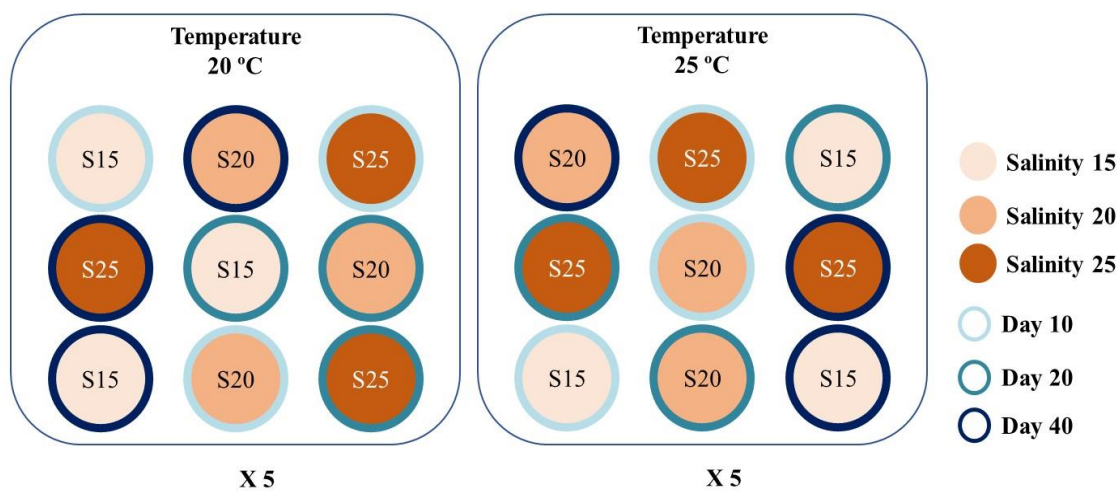 Temperature
20 ºC
S15
S20
S25
S25
S15
S20
S15
S20
S25
X 5
Temperature
25 ºC
S20
S25
S15
S25
S20
S25
S15
S20
S15
X 5
Salinity 15
Salinity 20
Salinity 25
Day 10
Day 20
Day 40